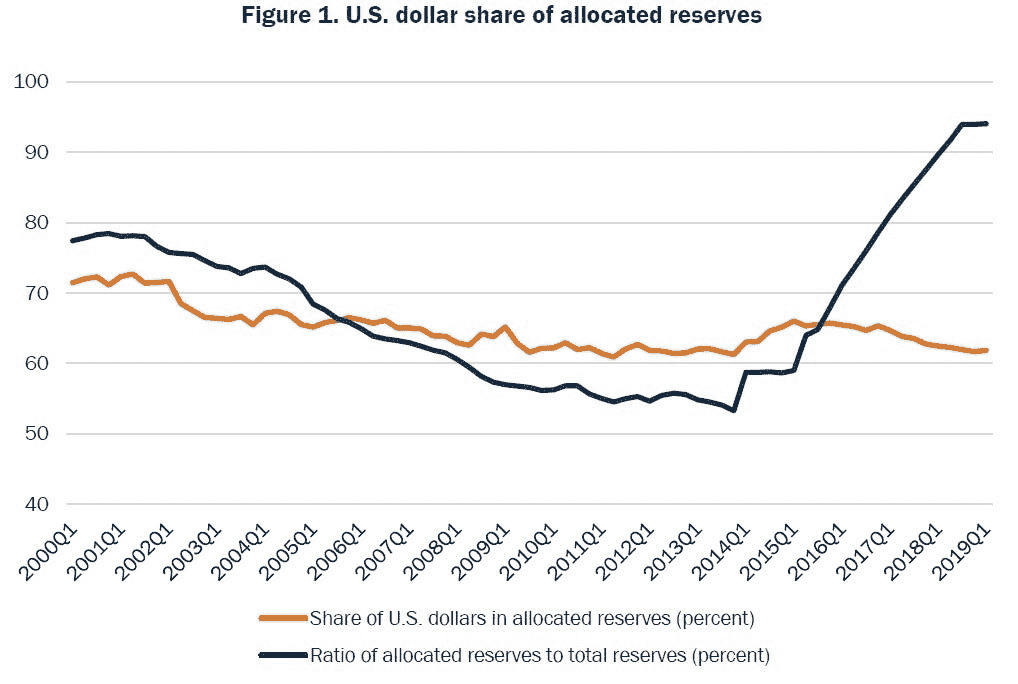 Figure 1. U.S. dollar share of allocated reserves
100
90
80
70
60
50
40
2000Q1
2001Q1
2002Q1
2003Q1
2004Q1
2005Q1
2006Q1
2007Q1
2008Q1
2009Q1
2010Q1
2011Q1
2012Q1
2013Q1
2014Q1
2015Q1
2016Q1
2017Q1
2018Q1
2019Q1
Share of U.S. dollars in allocated reserves (percent)
Ratio of allocated reserves to total reserves (percent)